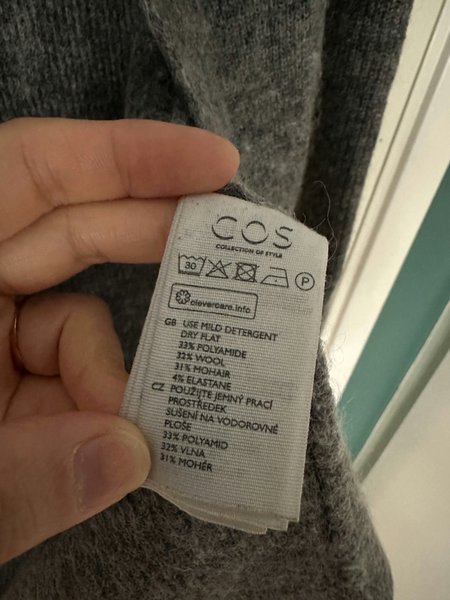 COS
COLLECTION OF STYLE
30 P
clevercare.info
GB USE MILD DETERGENT
DRY FLAT
33% POLYAMIDE
32% WOOL
31% MOHAIR
4% ELASTANE
CZ POUŽIJTE JEMNÝ PRACÍ
PROSTŘEDEK
SUŠENÍ NA VODOROVNÉ
PLOŠE
33% POLYAMID
32% VLNA
31% MOHÉR